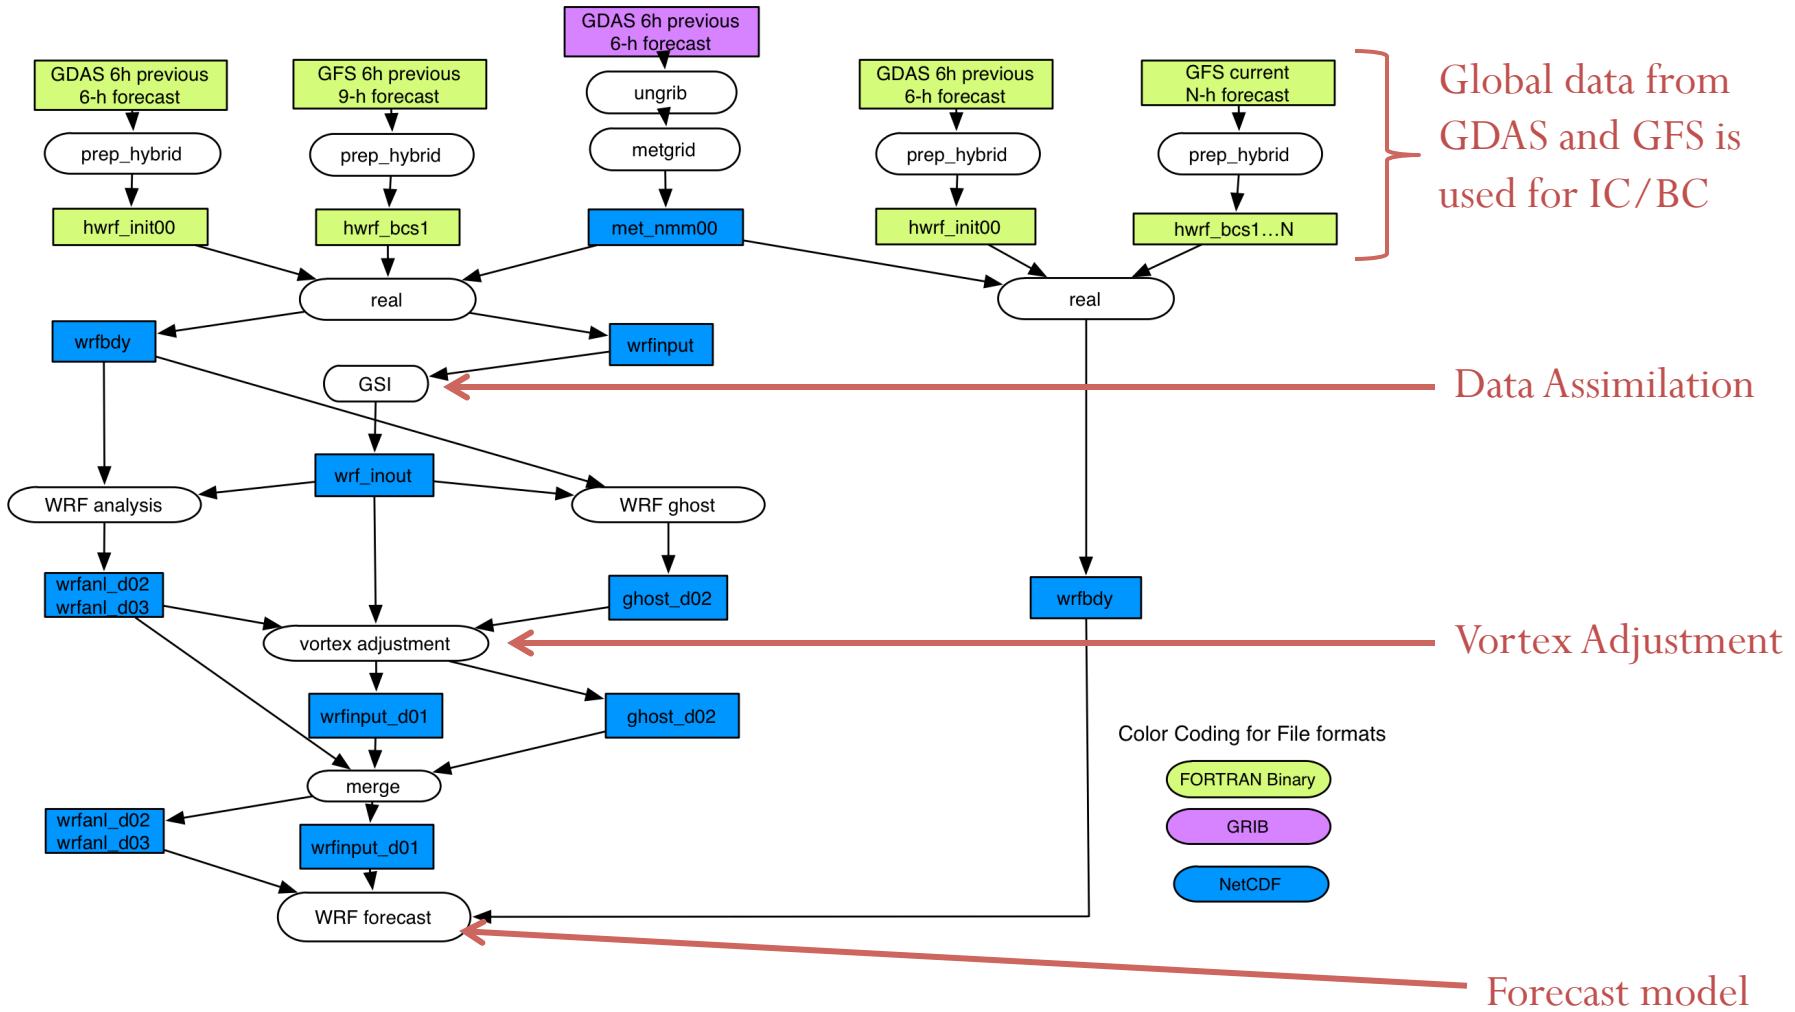 GDAS 6h previous
6-h forecast
GDAS 6h previous
6-h forecast
GFS 6h previous
9-h forecast
ungrib
GDAS 6h previous
6-h forecast
GFS current
N-h forecast
Global data from
GDAS and GFS is
used for IC/BC
prep_hybrid
prep_hybrid
metgrid
prep_hybrid
prep_hybrid
hwrf_init00
hwrf_bcs1
met_nmm00
hwrf_init00
hwrf_bcs1...N
real
real
wrfbdy
wrfinput
GSI
Data Assimilation
wrf_inout
WRF analysis
WRF ghost
wrfanl_d02
wrfanl_d03
ghost_d02
wrfbdy
vortex adjustment
Vortex Adjustment
wrfinput_d01
ghost_d02
Color Coding for File formats
FORTRAN Binary
merge
GRIB
wrfanl_d02
wrfanl_d03
wrfinput_d01
NetCDF
WRF forecast
Forecast model